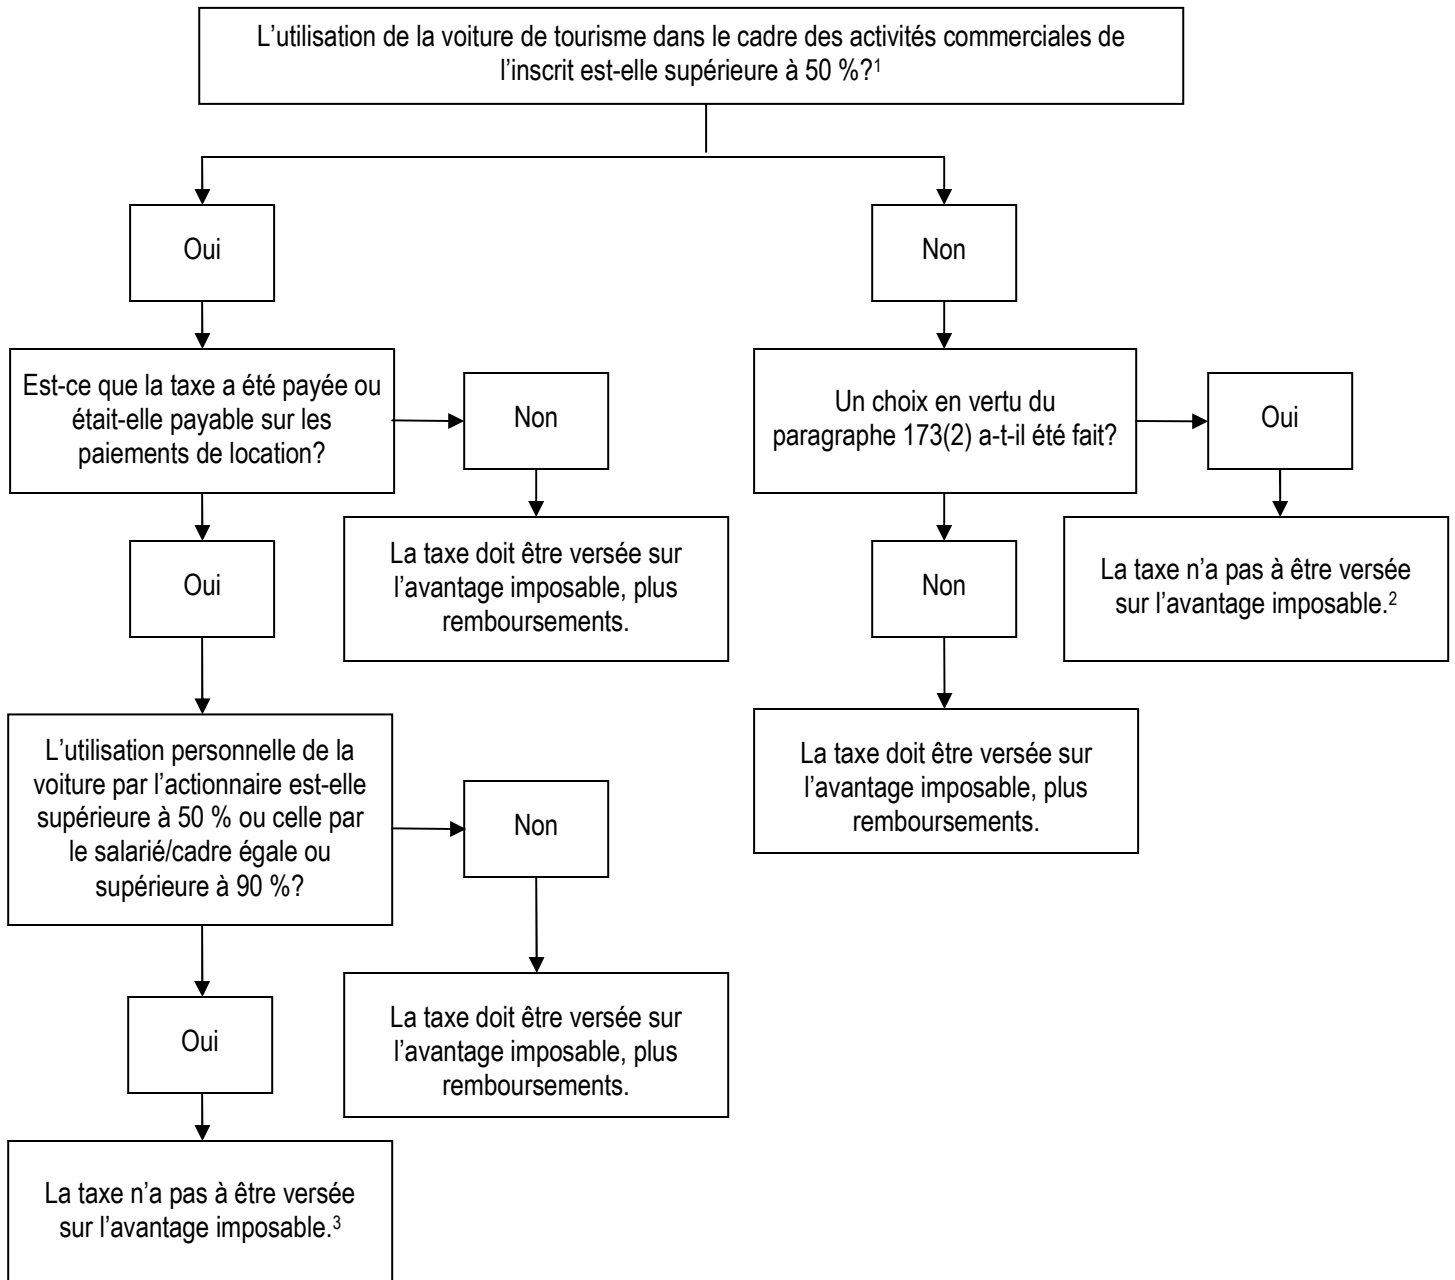 L’utilisation de la voiture de tourisme dans le cadre des activités commerciales de
l’inscrit est-elle supérieure à 50 %?¹
Oui
Non
Est-ce que la taxe a été payée ou
était-elle payable sur les
paiements de location?
Non
Un choix en vertu du
paragraphe 173(2) a-t-il été fait?
Oui
Oui
La taxe doit être versée sur
l’avantage imposable, plus
remboursements.
Non
La taxe n’a pas à être versée
sur l’avantage imposable.²
L’utilisation personnelle de la
voiture par l’actionnaire est-elle
supérieure à 50 % ou celle par
le salarié/cadre égale ou
supérieure à 90 %?
Non
La taxe doit être versée sur
l’avantage imposable, plus
remboursements.
Oui
La taxe doit être versée sur
l’avantage imposable, plus
remboursements.
La taxe n’a pas à être versée
sur l’avantage imposable.³